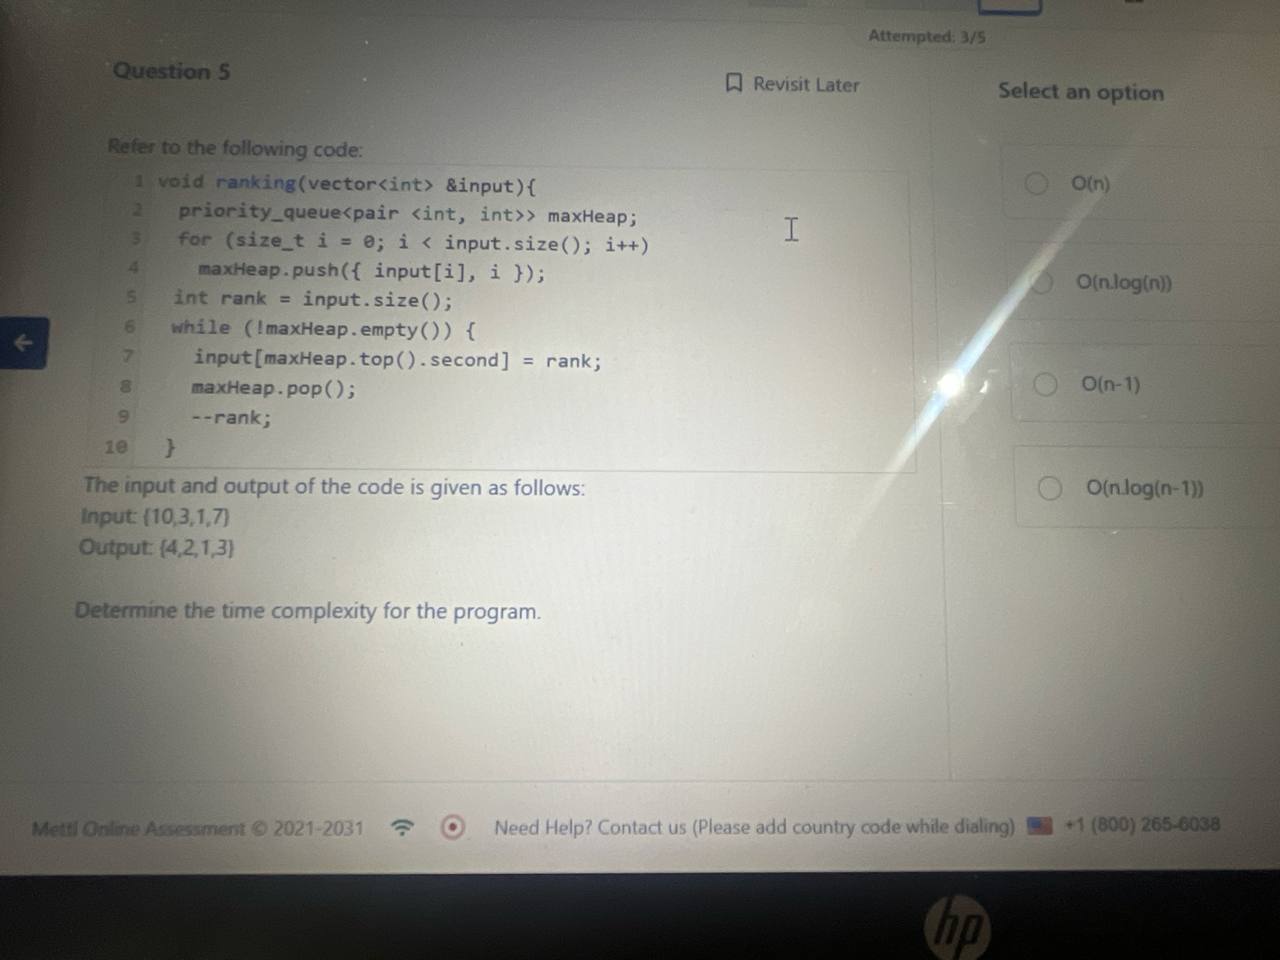 Attempted: 3/5
Question 5
Revisit Later
Select an option
Refer to the following code:
1 void ranking(vector<int> &input){
2 priority_queue<pair <int, int>> maxHeap;
3 for (size_t i = 0; i < input.size(); i++)
4 maxHeap.push({ input[i], i });
5 int rank = input.size();
6 while (!maxHeap.empty()) {
7 input[maxHeap.top().second] = rank;
8 maxHeap.pop();
9 --rank;
10 }
The input and output of the code is given as follows:
Input: {10,3,1,7}
Output: {4,2,1,3}
Determine the time complexity for the program.
O(n)
O(n.log(n))
O(n-1)
O(n.log(n-1))
Mettl Online Assessment © 2021-2031
Need Help? Contact us (Please add country code while dialing) +1 (800) 265-6038
hp